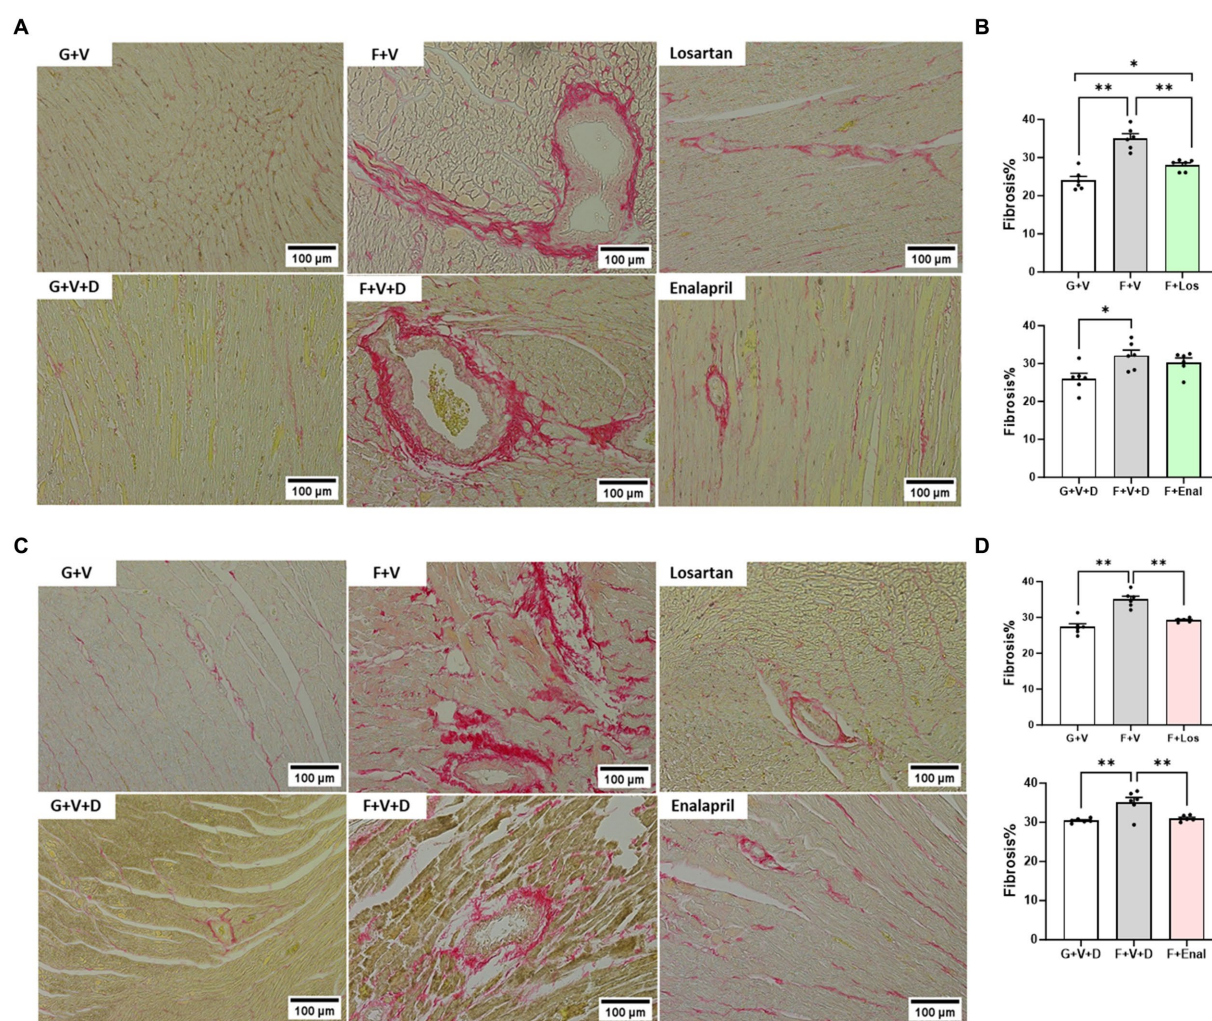 A
G+V
F+V
Losartan
100 µm
100 µm
100 µm
G+V+D
F+V+D
Enalapril
100 µm
100 µm
100 µm
B
*
** **
Fibrosis%
40
30
20
10
0
G+V F+V F+Los
*
Fibrosis%
40
30
20
10
0
G+V+D F+V+D F+Enal
C
G+V
F+V
Losartan
100 µm
100 µm
100 µm
G+V+D
F+V+D
Enalapril
100 µm
100 µm
100 µm
D
** **
Fibrosis%
40
30
20
10
0
G+V F+V F+Los
** **
Fibrosis%
40
30
20
10
0
G+V+D F+V+D F+Enal